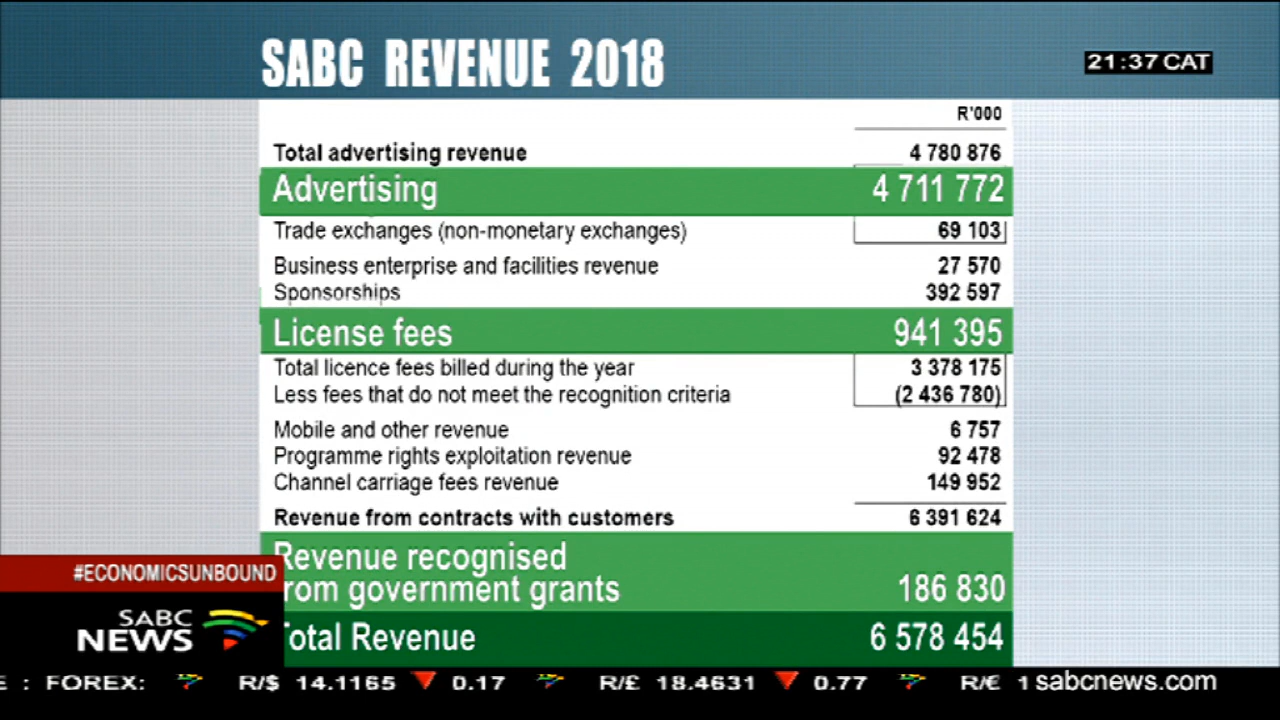 SABC REVENUE 2018
21:37 CAT
R'000
Total advertising revenue 4 780 876
Advertising 4 711 772
Trade exchanges (non-monetary exchanges) 69 103
Business enterprise and facilities revenue 27 570
Sponsorships 392 597
License fees 941 395
Total licence fees billed during the year 3 378 175
Less fees that do not meet the recognition criteria (2 436 780)
Mobile and other revenue 6 757
Programme rights exploitation revenue 92 478
Channel carriage fees revenue 149 952
Revenue from contracts with customers 6 391 624
Revenue recognised
from government grants 186 830
Total Revenue 6 578 454
#ECONOMICSUNBOUND
SABC
NEWS
E : FOREX: R/$ 14.1165 0.17 R/£ 18.4631 0.77 R/€ 1 sabcnews.com